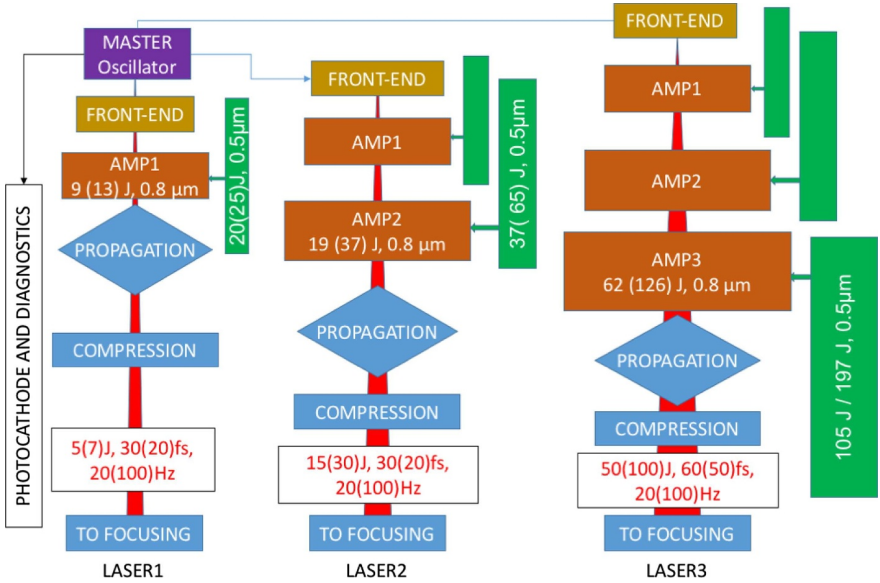 MASTER
Oscillator
FRONT-END
AMP1
9 (13) J, 0.8 µm
20(25)J, 0.5µm
PROPAGATION
COMPRESSION
5(7)J, 30(20)fs,
20(100)Hz
TO FOCUSING
LASER1
PHOTOCATHODE AND DIAGNOSTICS
FRONT-END
AMP1
AMP2
19 (37) J, 0.8 µm
37( 65) J, 0.5µm
PROPAGATION
COMPRESSION
15(30)J, 30(20)fs,
20(100)Hz
TO FOCUSING
LASER2
FRONT-END
AMP1
AMP2
AMP3
62 (126) J, 0.8 µm
105 J / 197 J, 0.5µm
PROPAGATION
COMPRESSION
50(100)J, 60(50)fs,
20(100)Hz
TO FOCUSING
LASER3